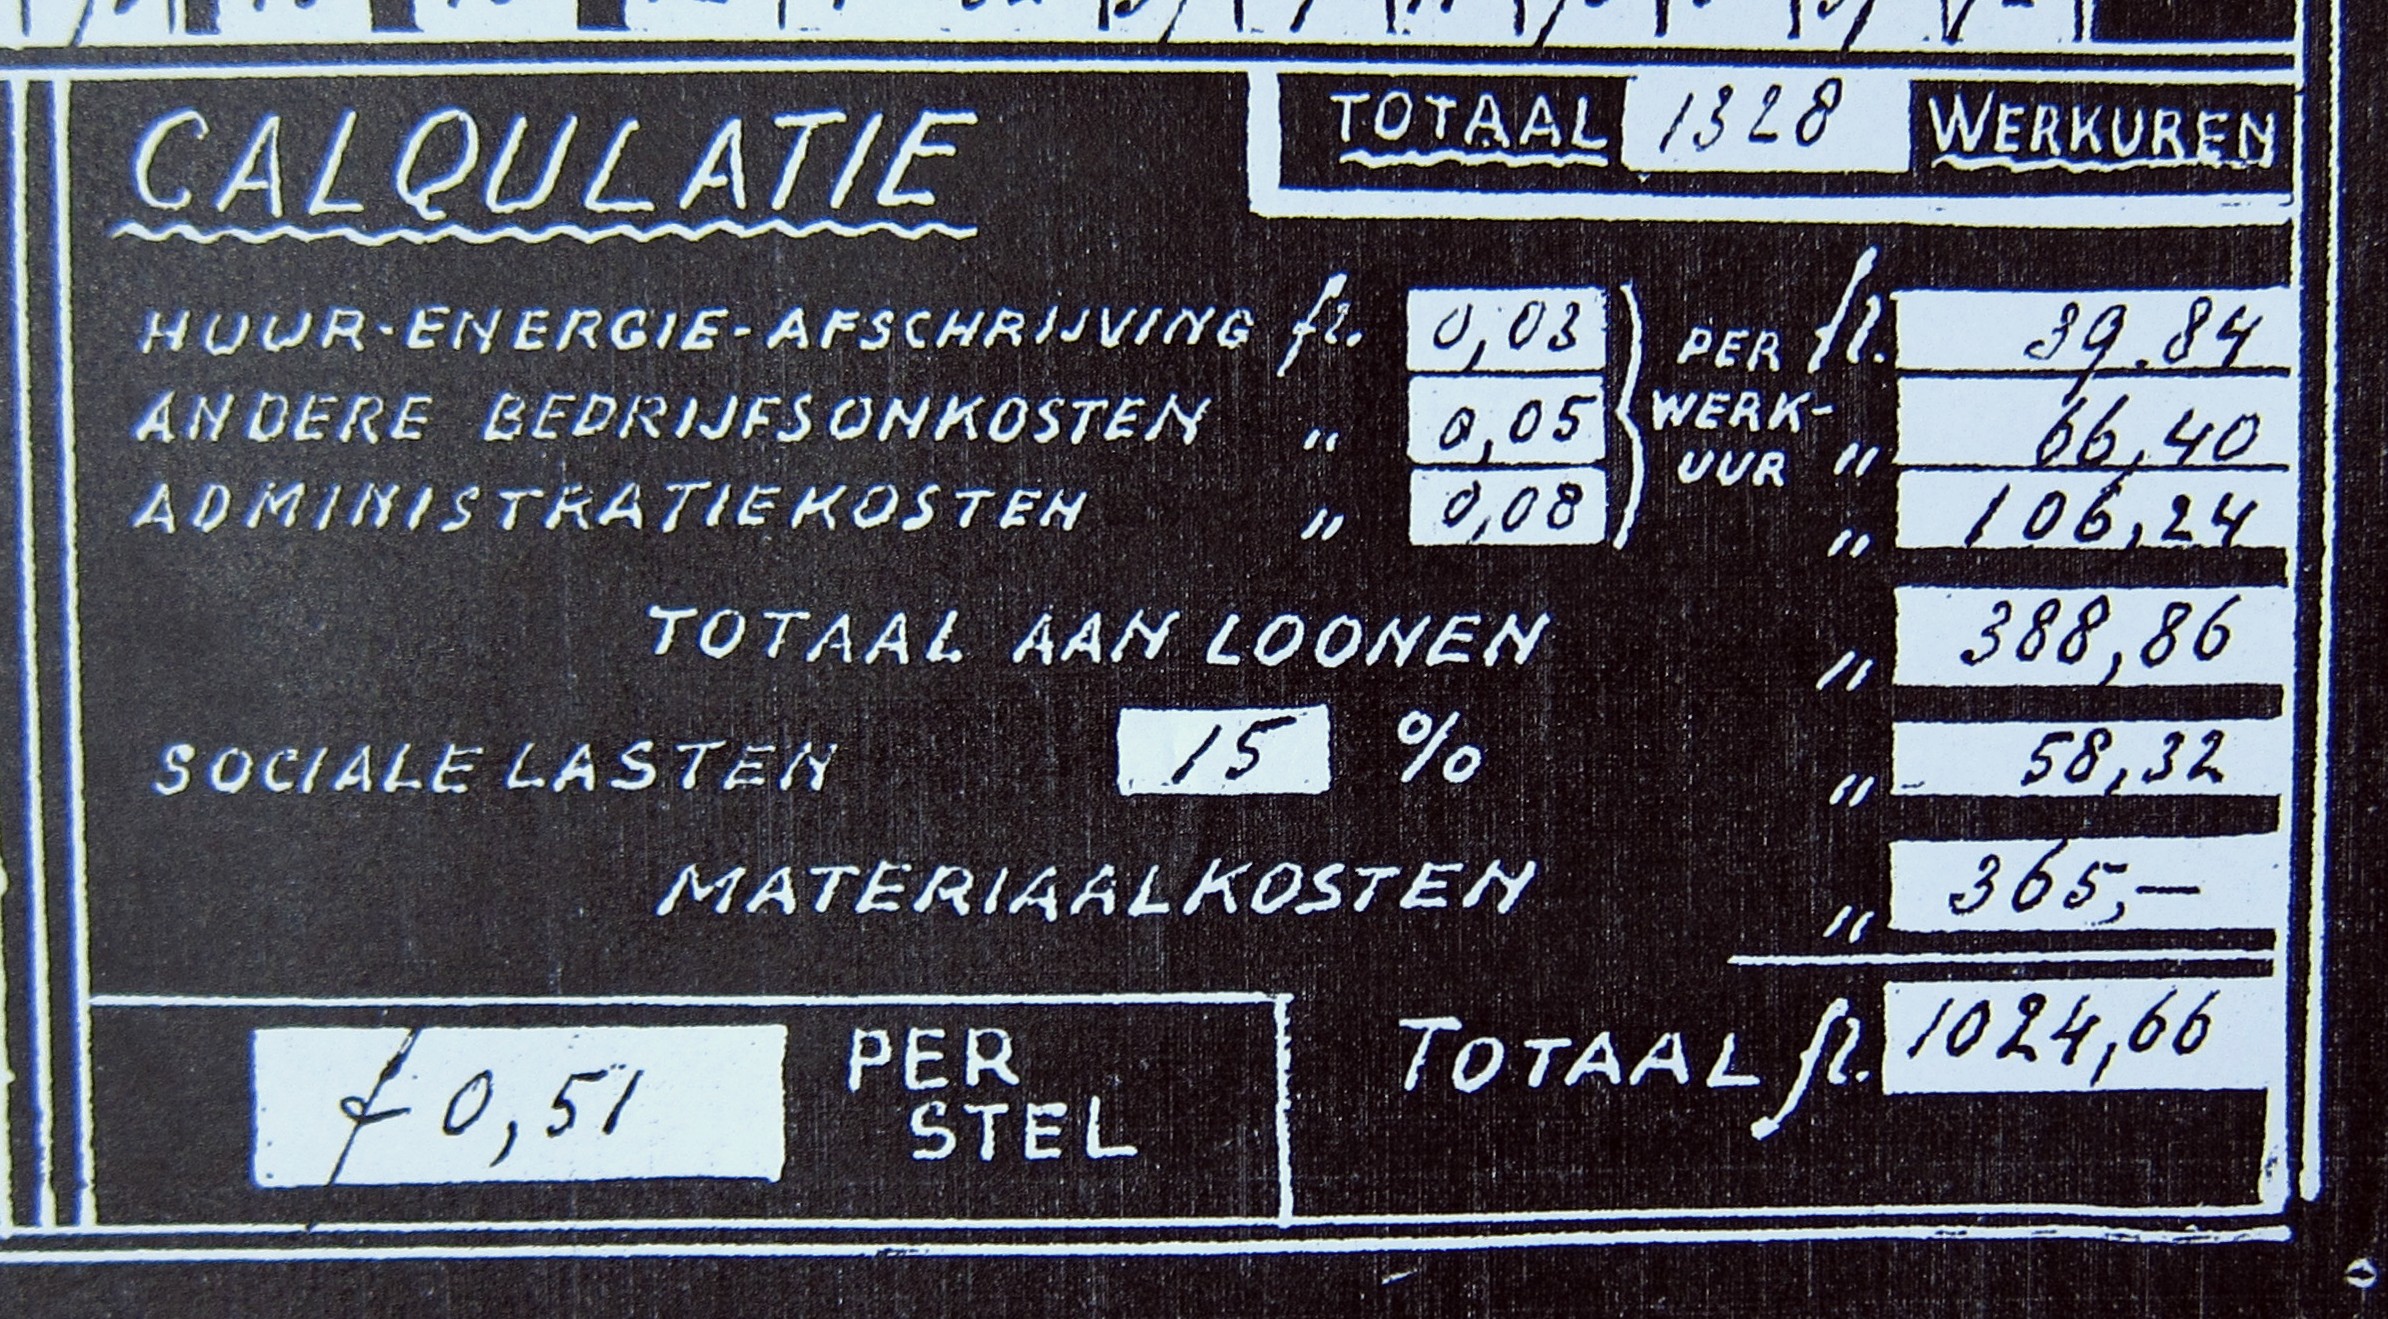 TOTAAL 1328 WERKUREN
CALQULATIE
HUUR-ENERGIE-AFSCHRIJVING fl. 0,03 PER fl. 39.84
ANDERE BEDRIJFSONKOSTEN „ 0,05 WERK- „ 66,40
ADMINISTRATIEKOSTEN „ 0,08 UUR „ 106,24
TOTAAL AAN LOONEN „ 388,86
SOCIALE LASTEN 15 % „ 58,32
MATERIAALKOSTEN „ 365,—
TOTAAL fl. 1024,66
f 0,51 PER
STEL